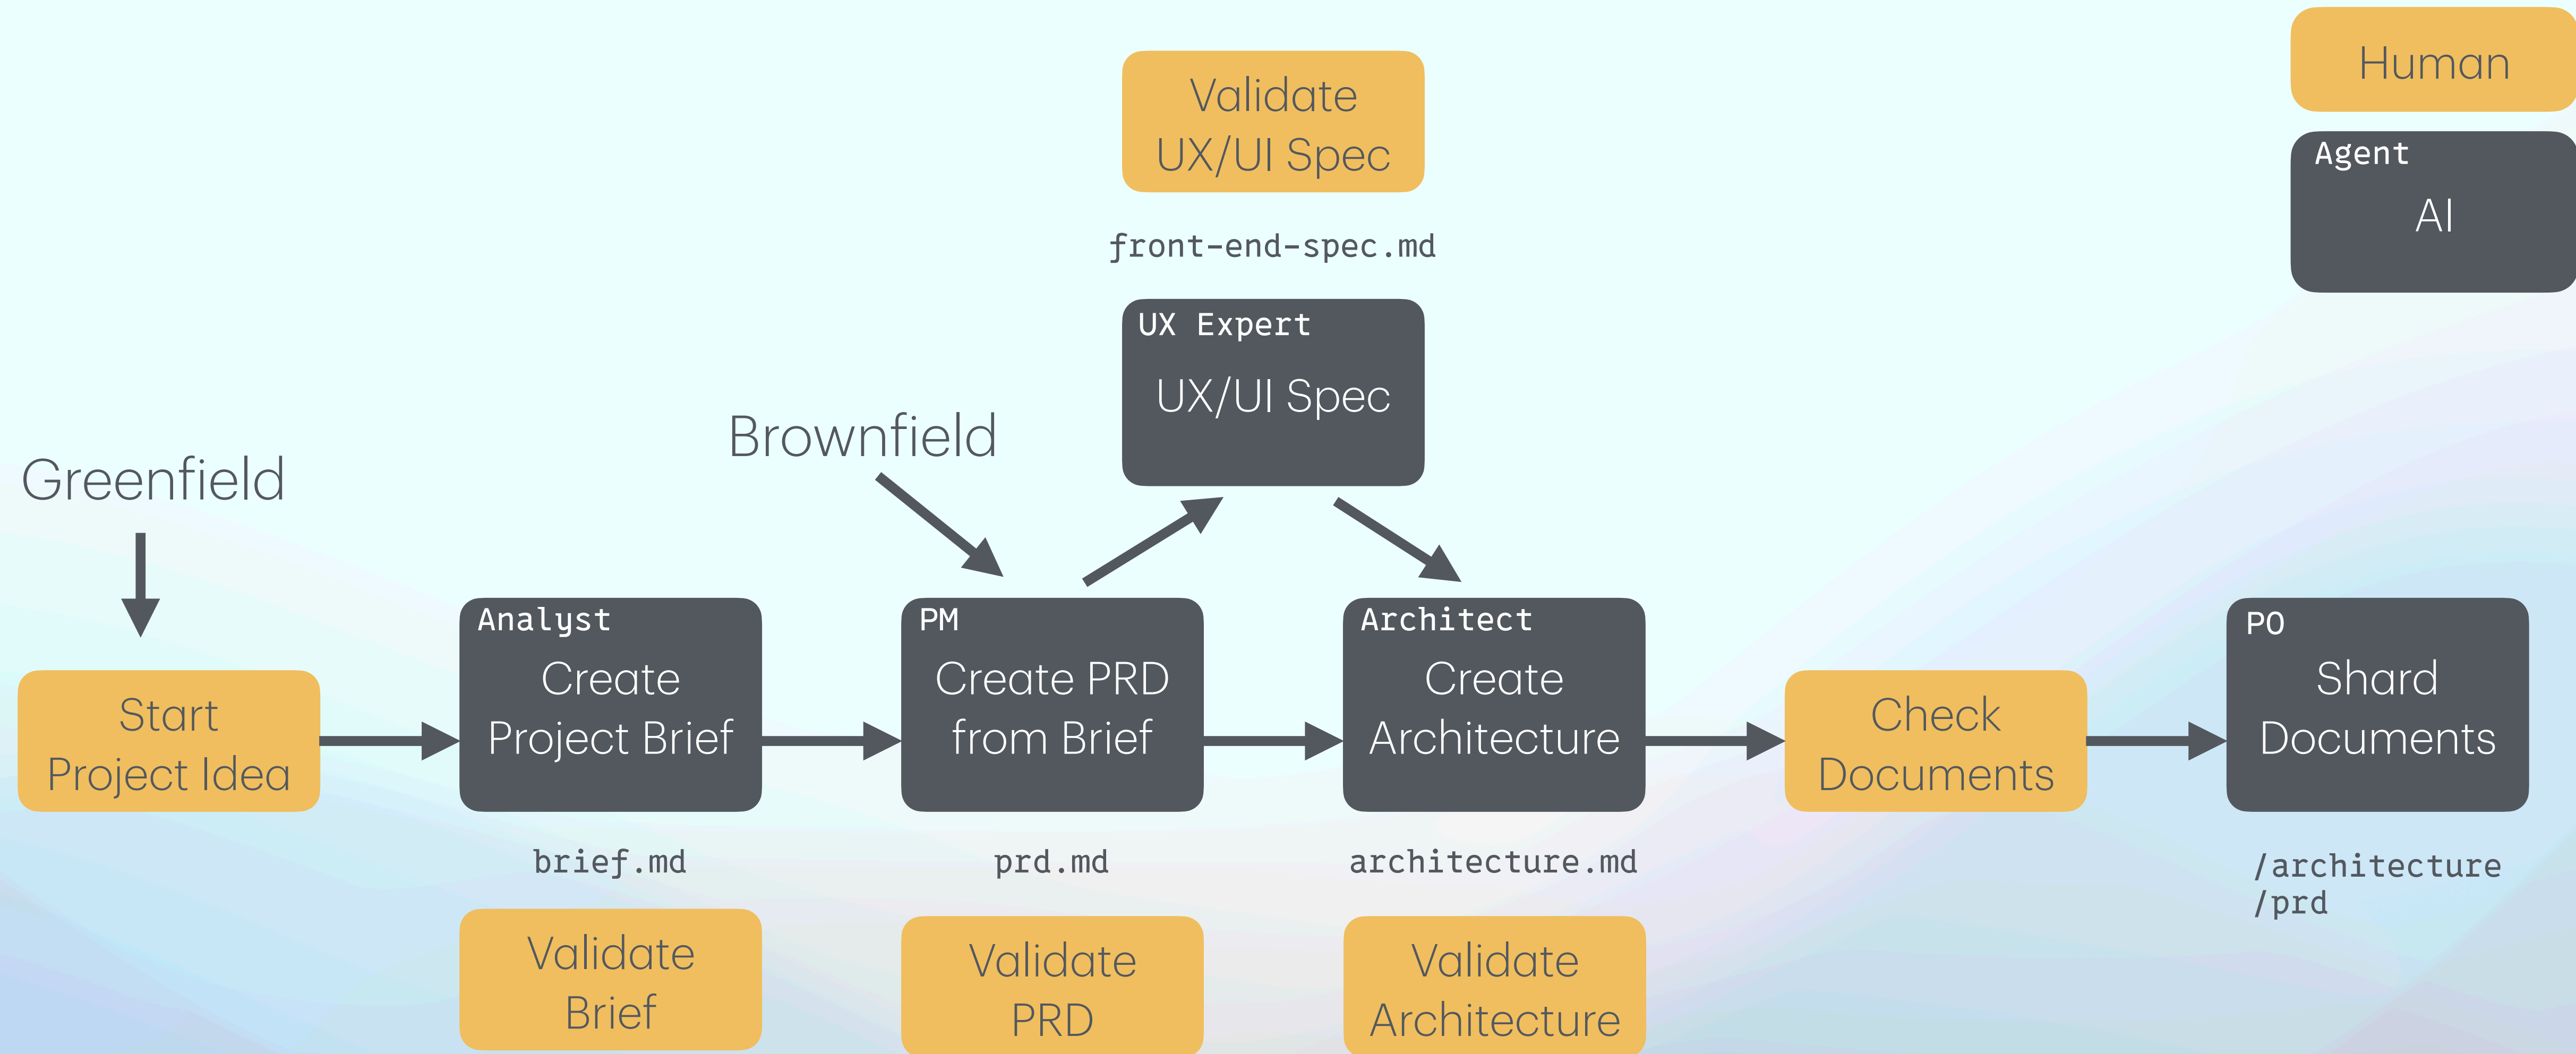 Human
Agent
AI
Validate
UX/UI Spec
front-end-spec.md
UX Expert
UX/UI Spec
Brownfield
Greenfield
Start
Project Idea
Analyst
Create
Project Brief
brief.md
Validate
Brief
PM
Create PRD
from Brief
prd.md
Validate
PRD
Architect
Create
Architecture
architecture.md
Validate
Architecture
Check
Documents
PO
Shard
Documents
/architecture
/prd